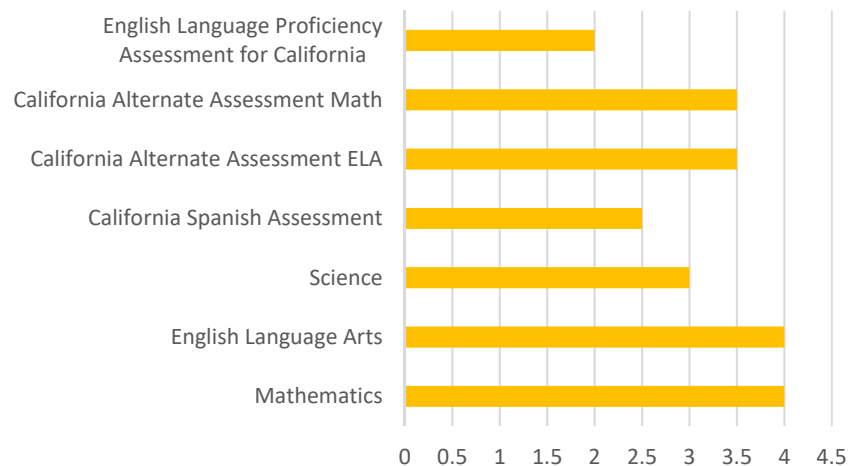 English Language Proficiency
Assessment for California
California Alternate Assessment Math
California Alternate Assessment ELA
California Spanish Assessment
Science
English Language Arts
Mathematics
0 0.5 1 1.5 2 2.5 3 3.5 4 4.5